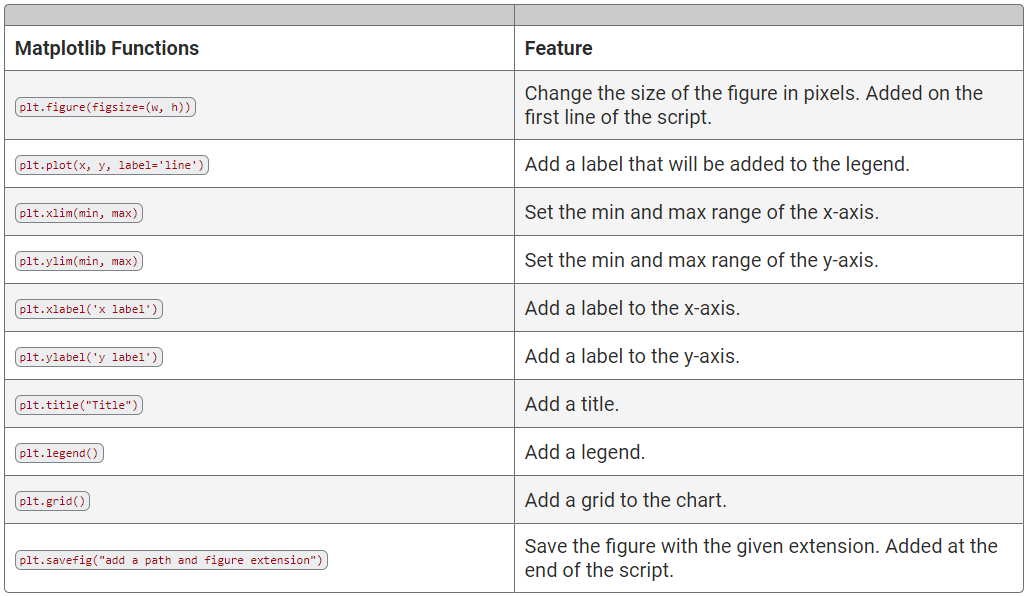 Matplotlib Functions
Feature
plt.figure(figsize=(w, h))
Change the size of the figure in pixels. Added on the
first line of the script.
plt.plot(x, y, label='line')
Add a label that will be added to the legend.
plt.xlim(min, max)
Set the min and max range of the x-axis.
plt.ylim(min, max)
Set the min and max range of the y-axis.
plt.xlabel('x label')
Add a label to the x-axis.
plt.ylabel('y label')
Add a label to the y-axis.
plt.title("Title")
Add a title.
plt.legend()
Add a legend.
plt.grid()
Add a grid to the chart.
plt.savefig("add a path and figure extension")
Save the figure with the given extension. Added at the
end of the script.